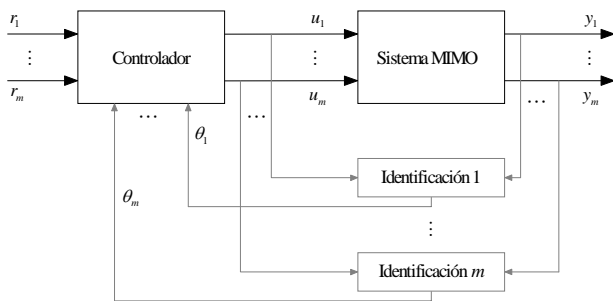 r₁ u₁ y₁
⋮ Controlador ⋮ Sistema MIMO ⋮
rₘ uₘ yₘ
… … …
θ₁
Identificación 1
θₘ
⋮
Identificación m